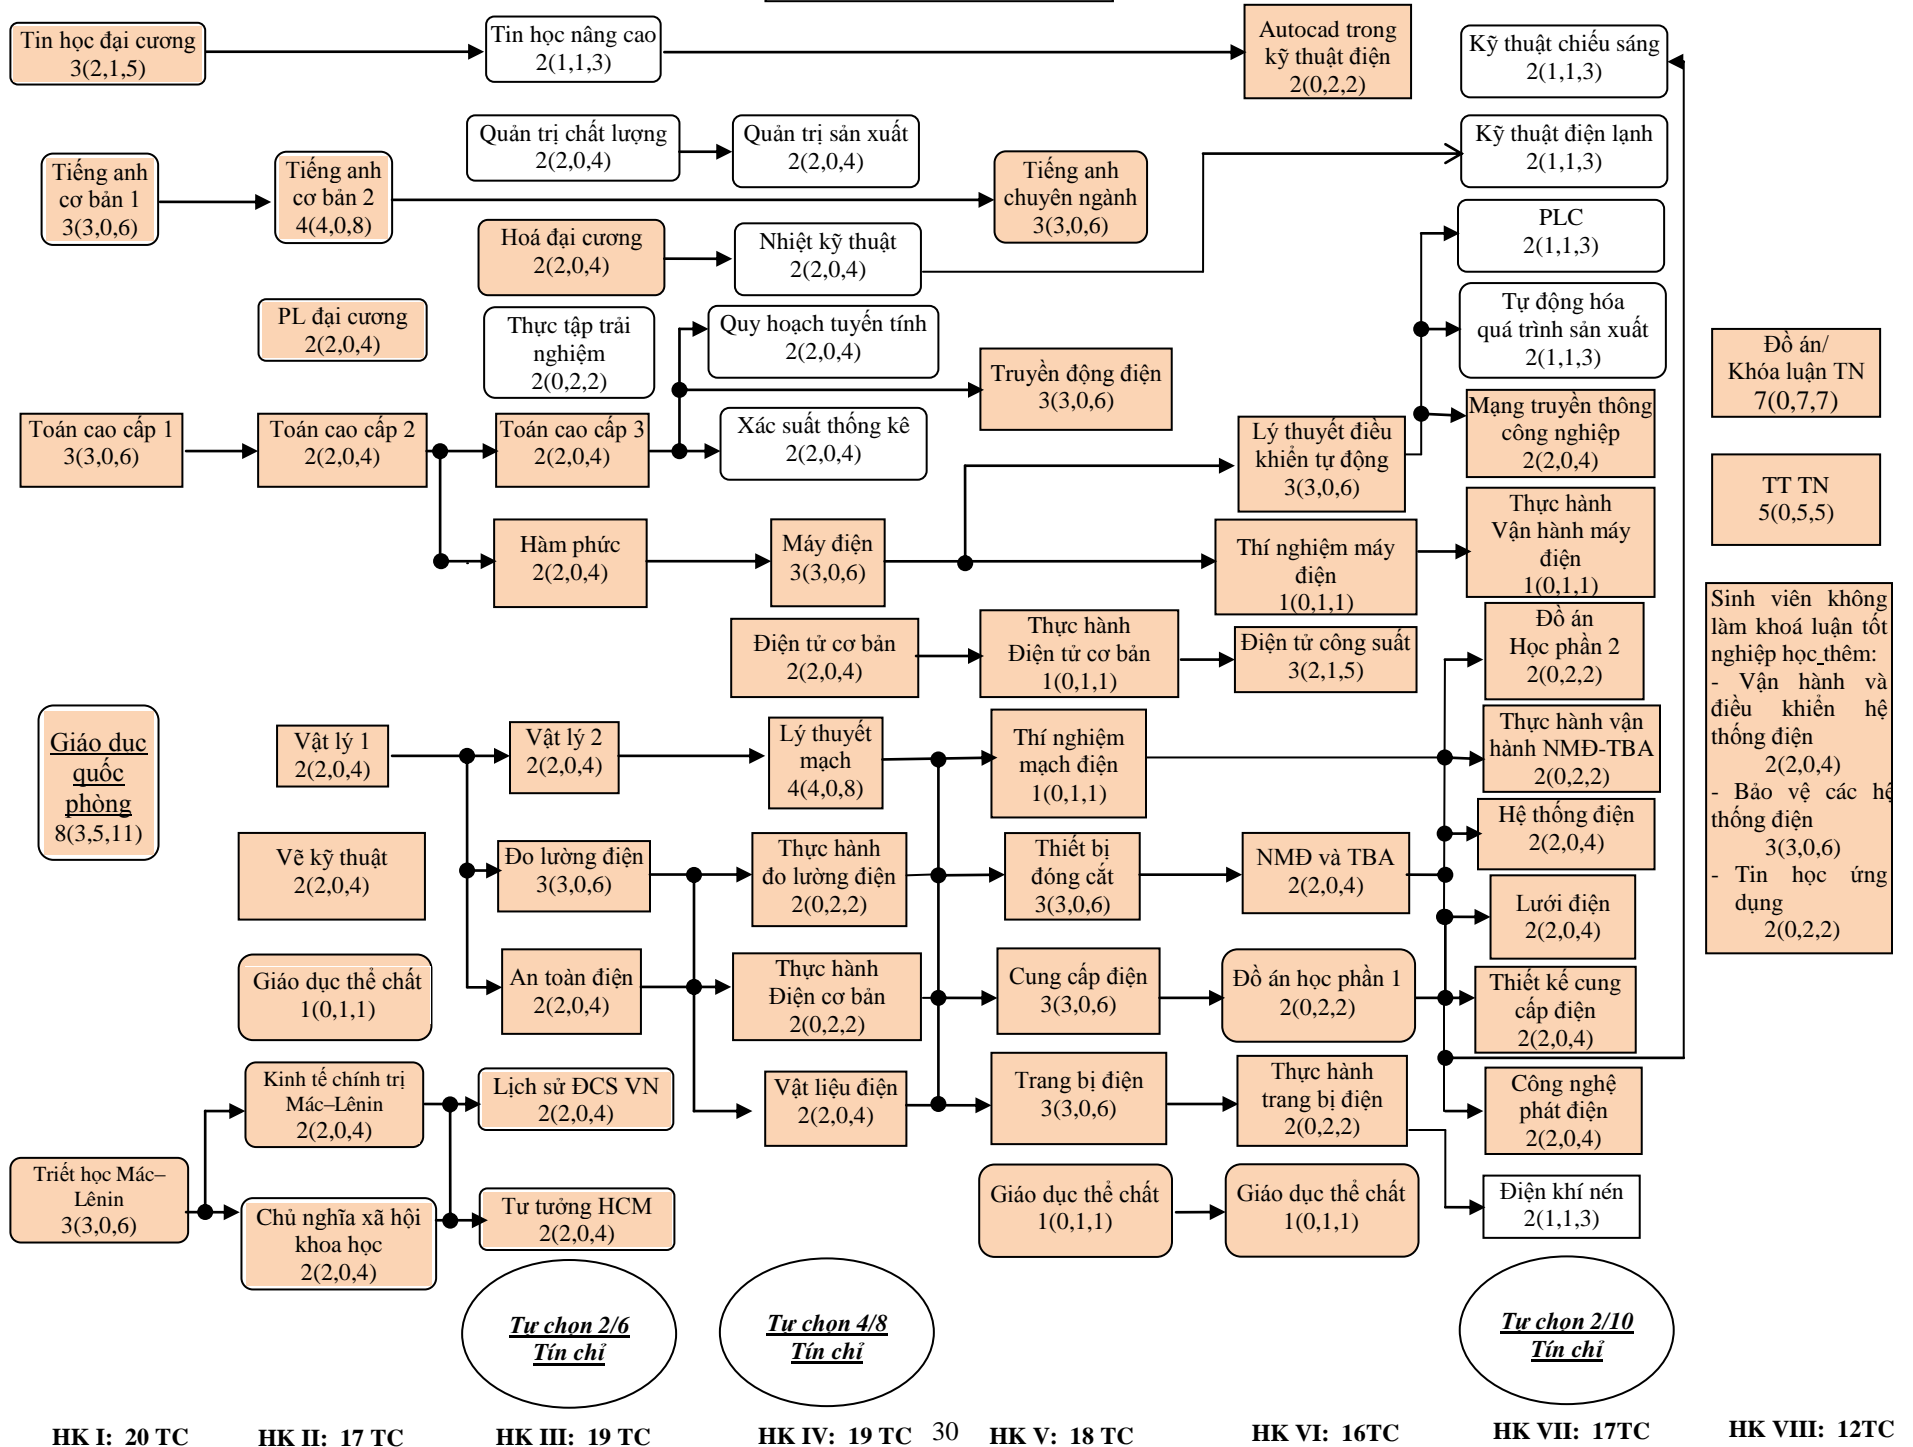 Tin học đại cương
3(2,1,5)
Tin học nâng cao
2(1,1,3)
Autocad trong
kỹ thuật điện
2(0,2,2)
Kỹ thuật chiếu sáng
2(1,1,3)
Tiếng anh
cơ bản 1
3(3,0,6)
Tiếng anh
cơ bản 2
4(4,0,8)
Quản trị chất lượng
2(2,0,4)
Quản trị sản xuất
2(2,0,4)
Tiếng anh
chuyên ngành
3(3,0,6)
Kỹ thuật điện lạnh
2(1,1,3)
Hoá đại cương
2(2,0,4)
Nhiệt kỹ thuật
2(2,0,4)
PLC
2(1,1,3)
PL đại cương
2(2,0,4)
Thực tập trải
nghiệm
2(0,2,2)
Quy hoạch tuyến tính
2(2,0,4)
Truyền động điện
3(3,0,6)
Tự động hóa
quá trình sản xuất
2(1,1,3)
Đồ án/
Khóa luận TN
7(0,7,7)
Toán cao cấp 1
3(3,0,6)
Toán cao cấp 2
2(2,0,4)
Toán cao cấp 3
2(2,0,4)
Xác suất thống kê
2(2,0,4)
Lý thuyết điều
khiển tự động
3(3,0,6)
Mạng truyền thông
công nghiệp
2(2,0,4)
TT TN
5(0,5,5)
Hàm phức
2(2,0,4)
Máy điện
3(3,0,6)
Thí nghiệm máy
điện
1(0,1,1)
Thực hành
Vận hành máy
điện
1(0,1,1)
Điện tử cơ bản
2(2,0,4)
Thực hành
Điện tử cơ bản
1(0,1,1)
Điện tử công suất
3(2,1,5)
Đồ án
Học phần 2
2(0,2,2)
Sinh viên không
làm khoá luận tốt
nghiệp học thêm:
- Vận hành và
điều khiển hệ
thống điện
2(2,0,4)
- Bảo vệ các hệ
thống điện
3(3,0,6)
- Tin học ứng
dụng
2(0,2,2)
Giáo dục
quốc
phòng
8(3,5,11)
Vật lý 1
2(2,0,4)
Vật lý 2
2(2,0,4)
Lý thuyết
mạch
4(4,0,8)
Thí nghiệm
mạch điện
1(0,1,1)
Thực hành vận
hành NMĐ-TBA
2(0,2,2)
Hệ thống điện
2(2,0,4)
Vẽ kỹ thuật
2(2,0,4)
Đo lường điện
3(3,0,6)
Thực hành
đo lường điện
2(0,2,2)
Thiết bị
đóng cắt
3(3,0,6)
NMĐ và TBA
2(2,0,4)
Lưới điện
2(2,0,4)
Giáo dục thể chất
1(0,1,1)
An toàn điện
2(2,0,4)
Thực hành
Điện cơ bản
2(0,2,2)
Cung cấp điện
3(3,0,6)
Đồ án học phần 1
2(0,2,2)
Thiết kế cung
cấp điện
2(2,0,4)
Kinh tế chính trị
Mác–Lênin
2(2,0,4)
Lịch sử ĐCS VN
2(2,0,4)
Vật liệu điện
2(2,0,4)
Trang bị điện
3(3,0,6)
Thực hành
trang bị điện
2(0,2,2)
Công nghệ
phát điện
2(2,0,4)
Triết học Mác–
Lênin
3(3,0,6)
Chủ nghĩa xã hội
khoa học
2(2,0,4)
Tư tưởng HCM
2(2,0,4)
Giáo dục thể chất
1(0,1,1)
Giáo dục thể chất
1(0,1,1)
Điện khí nén
2(1,1,3)
Tự chọn 2/6
Tín chỉ
Tự chọn 4/8
Tín chỉ
Tự chọn 2/10
Tín chỉ
HK I: 20 TC
HK II: 17 TC
HK III: 19 TC
HK IV: 19 TC
30
HK V: 18 TC
HK VI: 16TC
HK VII: 17TC
HK VIII: 12TC